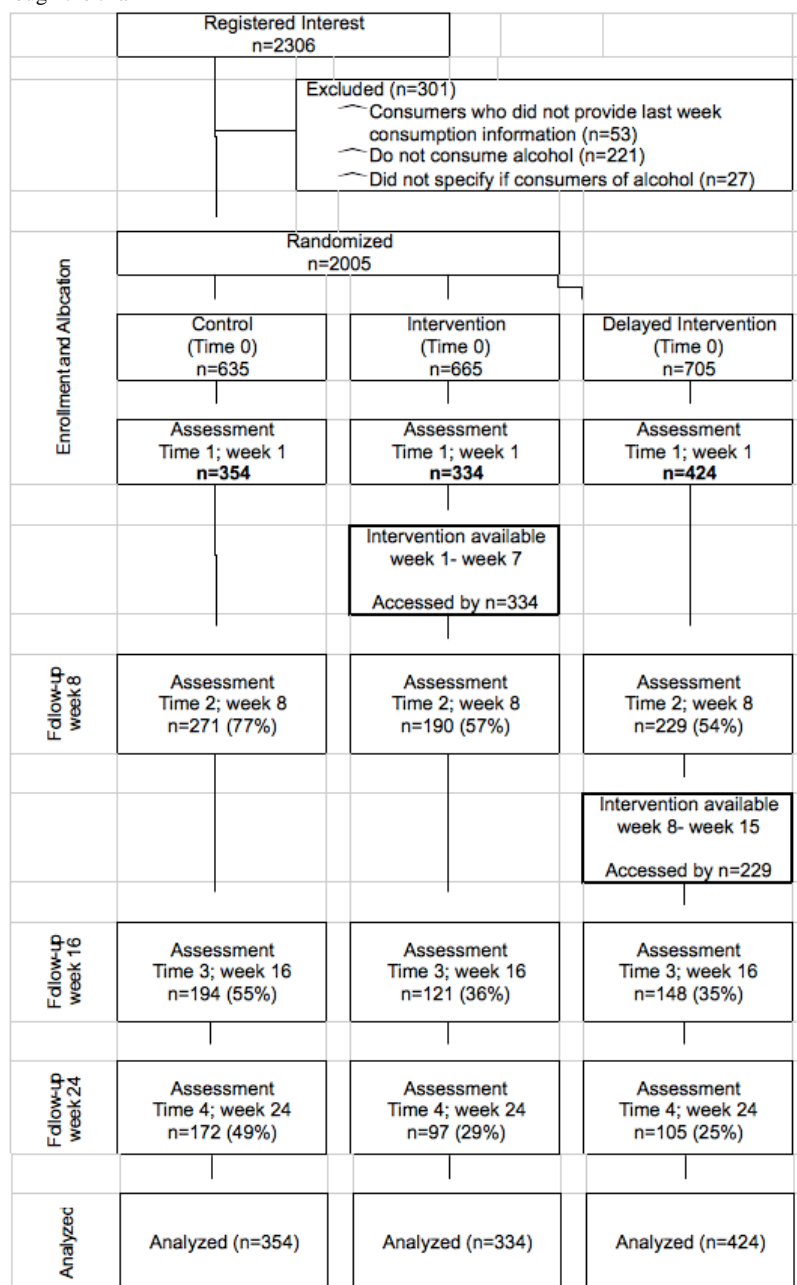 Registered Interest
n=2306
Excluded (n=301)
Consumers who did not provide last week
consumption information (n=53)
Do not consume alcohol (n=221)
Did not specify if consumers of alcohol (n=27)
Enrollment and Allocation
Randomized
n=2005
Control
(Time 0)
n=635
Intervention
(Time 0)
n=665
Delayed Intervention
(Time 0)
n=705
Assessment
Time 1; week 1
n=354
Assessment
Time 1; week 1
n=334
Assessment
Time 1; week 1
n=424
Intervention available
week 1- week 7
Accessed by n=334
Follow-up
week 8
Assessment
Time 2; week 8
n=271 (77%)
Assessment
Time 2; week 8
n=190 (57%)
Assessment
Time 2; week 8
n=229 (54%)
Intervention available
week 8- week 15
Accessed by n=229
Follow-up
week 16
Assessment
Time 3; week 16
n=194 (55%)
Assessment
Time 3; week 16
n=121 (36%)
Assessment
Time 3; week 16
n=148 (35%)
Follow-up
week 24
Assessment
Time 4; week 24
n=172 (49%)
Assessment
Time 4; week 24
n=97 (29%)
Assessment
Time 4; week 24
n=105 (25%)
Analyzed
Analyzed (n=354)
Analyzed (n=334)
Analyzed (n=424)